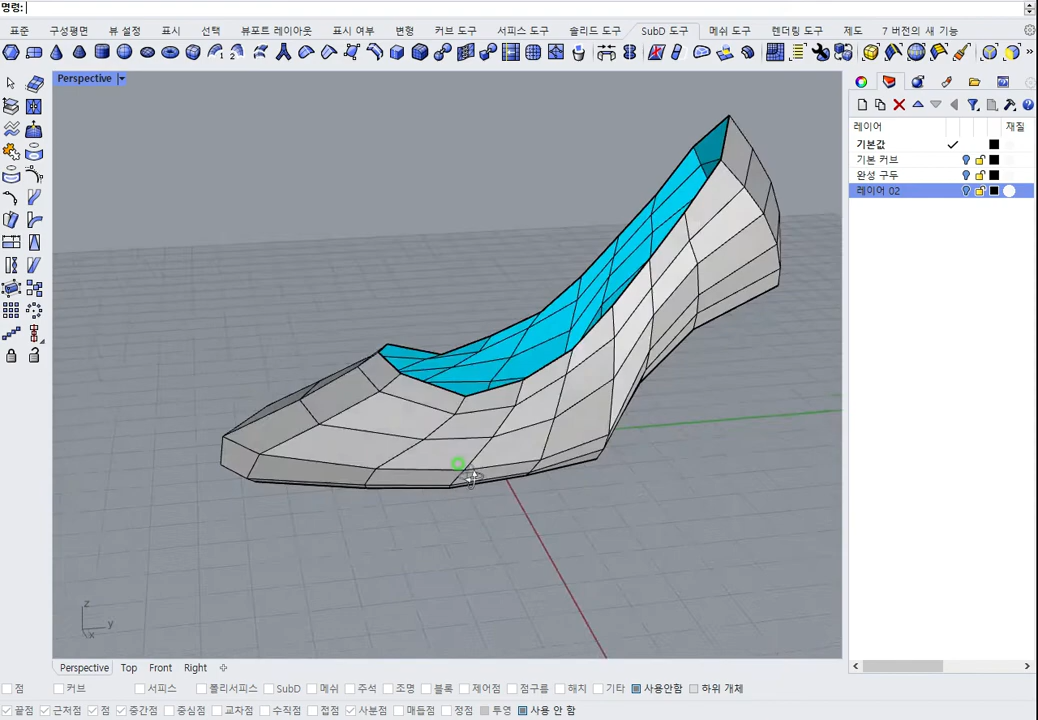 명령:
표준 구성평면 뷰 설정 표시 선택 뷰포트 레이아웃 표시 여부 변형 커브 도구 서피스 도구 솔리드 도구 SubD 도구 메쉬 도구 렌더링 도구 제도 7 버전의 새 기능
Perspective
레이어 재질
기본값
기본 커브
완성 구두
레이어 02
z
y
x
Perspective Top Front Right
점 커브 서피스 폴리서피스 SubD 메쉬 주석 조명 블록 제어점 점구름 해치 기타 사용안함 하위 개체
끝점 근처점 점 중간점 중심점 교차점 수직점 접점 사분점 매듭점 정점 투영 사용 안 함